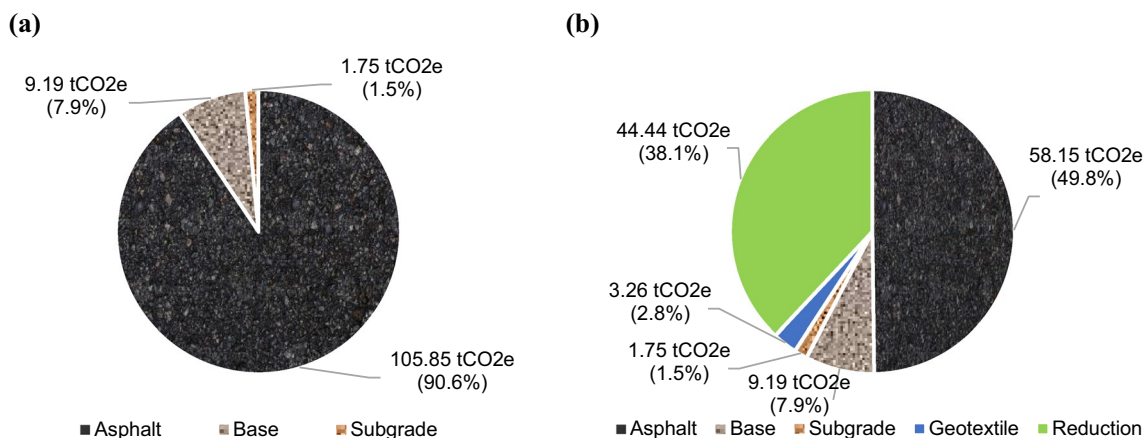 (a)
9.19 tCO2e
(7.9%)
1.75 tCO2e
(1.5%)
105.85 tCO2e
(90.6%)
Asphalt Base Subgrade
(b)
44.44 tCO2e
(38.1%)
58.15 tCO2e
(49.8%)
3.26 tCO2e
(2.8%)
1.75 tCO2e
(1.5%)
9.19 tCO2e
(7.9%)
Asphalt Base Subgrade Geotextile Reduction